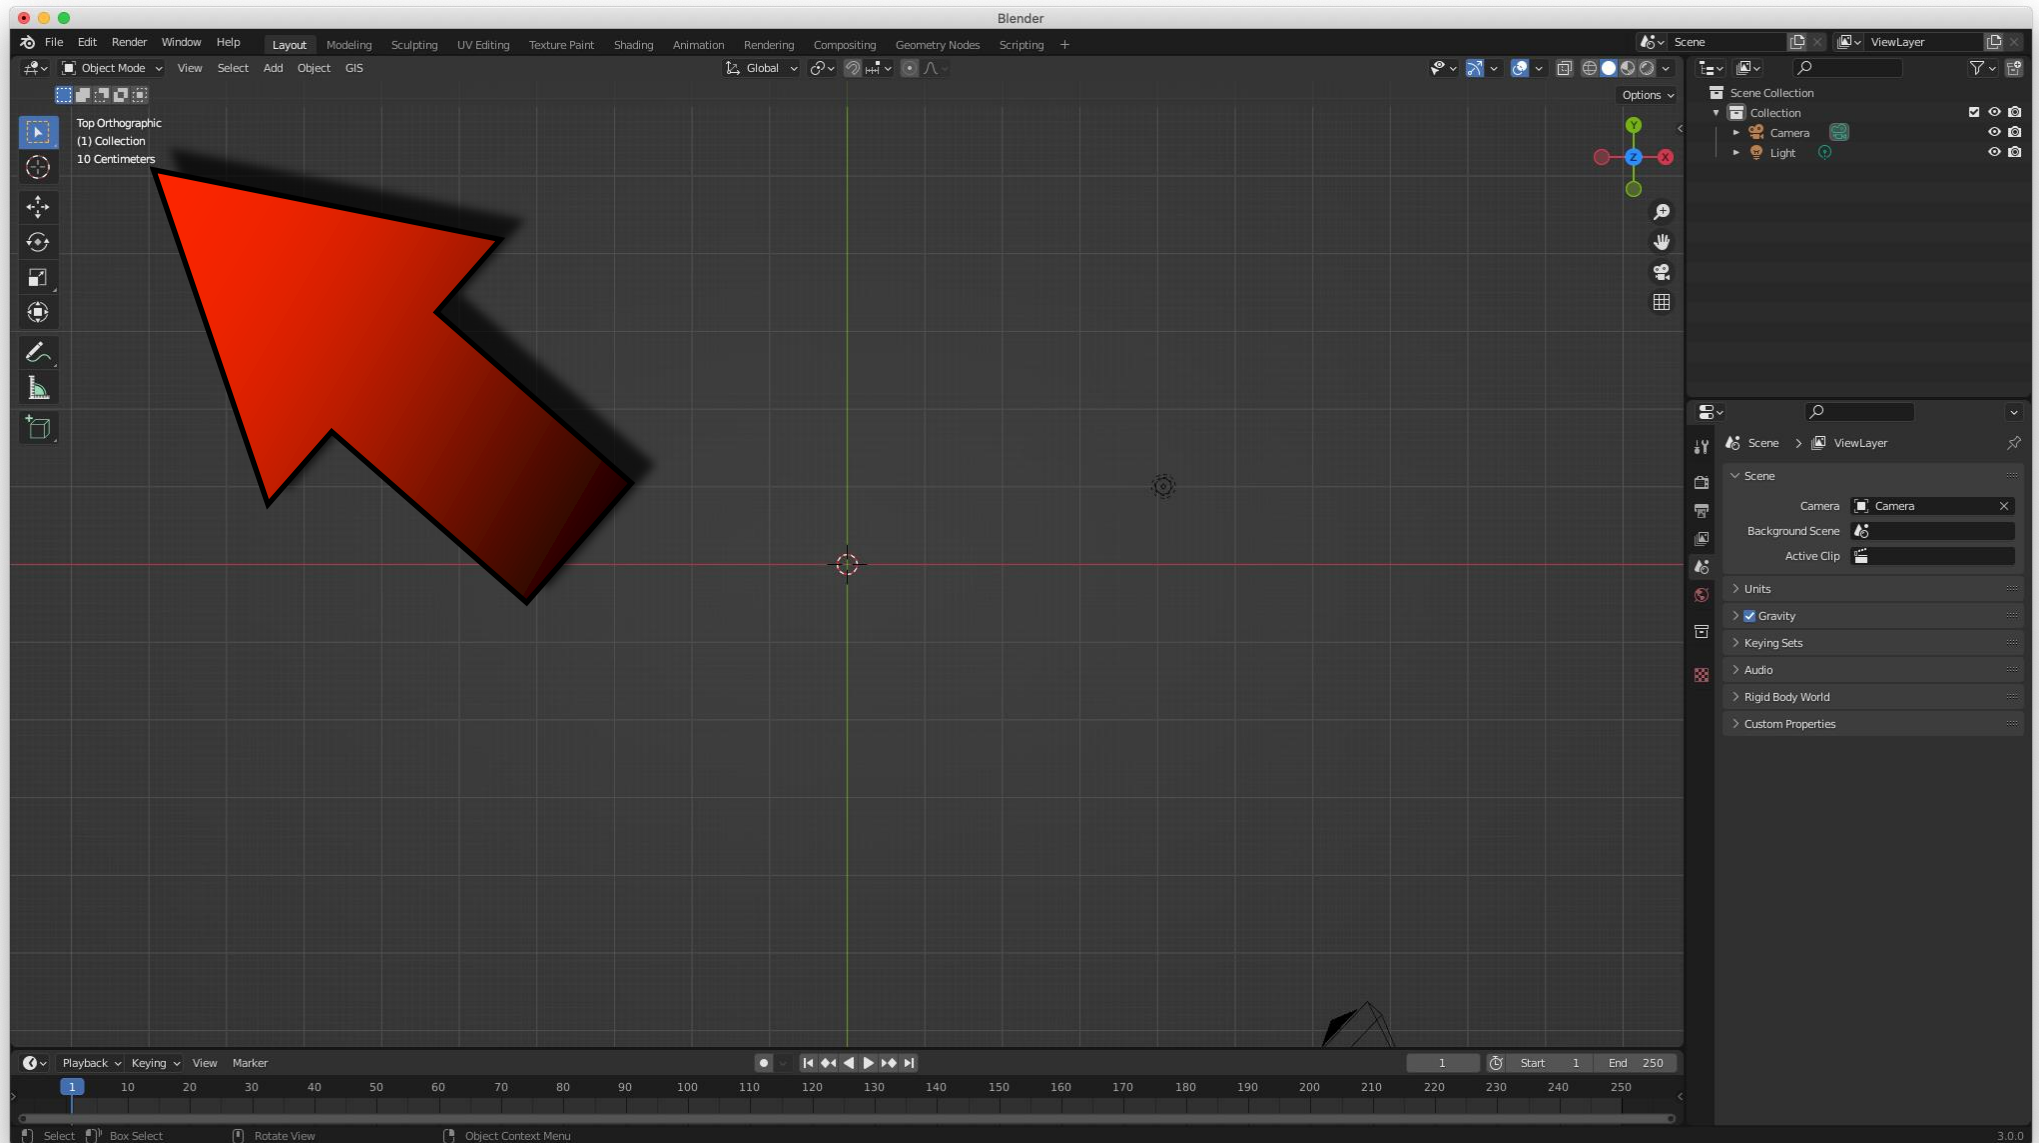 Blender
File Edit Render Window Help Layout Modeling Sculpting UV Editing Texture Paint Shading Animation Rendering Compositing Geometry Nodes Scripting + Scene ViewLayer
Object Mode View Select Add Object GIS Global
Options
Top Orthographic
(1) Collection
10 Centimeters
Y
Z X
Scene Collection
Collection
Camera
Light
Scene > ViewLayer
Scene
Camera Camera
Background Scene
Active Clip
Units
Gravity
Keying Sets
Audio
Rigid Body World
Custom Properties
Playback Keying View Marker 1 Start 1 End 250
1 10 20 30 40 50 60 70 80 90 100 110 120 130 140 150 160 170 180 190 200 210 220 230 240 250
Select Box Select Rotate View Object Context Menu 3.0.0